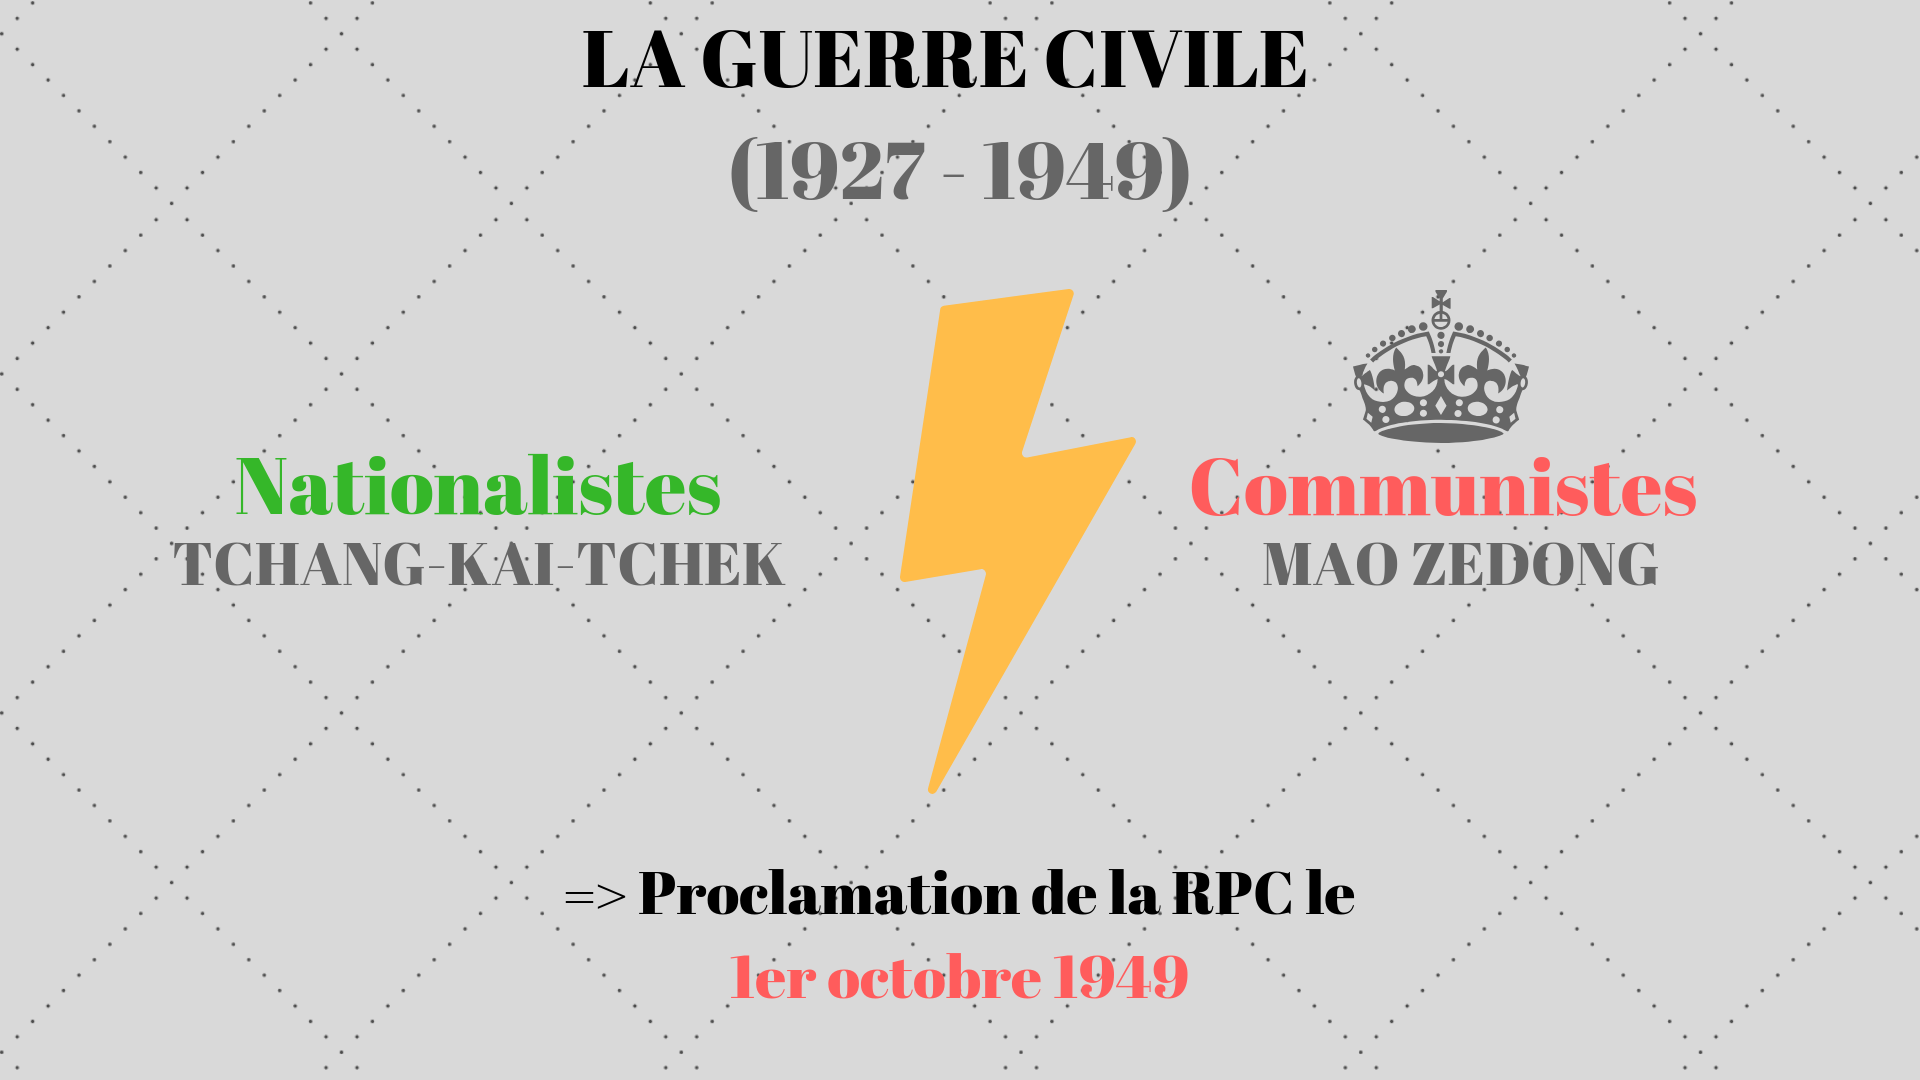 LA GUERRE CIVILE
(1927 - 1949)
Nationalistes
TCHANG-KAI-TCHEK
Communistes
MAO ZEDONG
=> Proclamation de la RPC le
1er octobre 1949